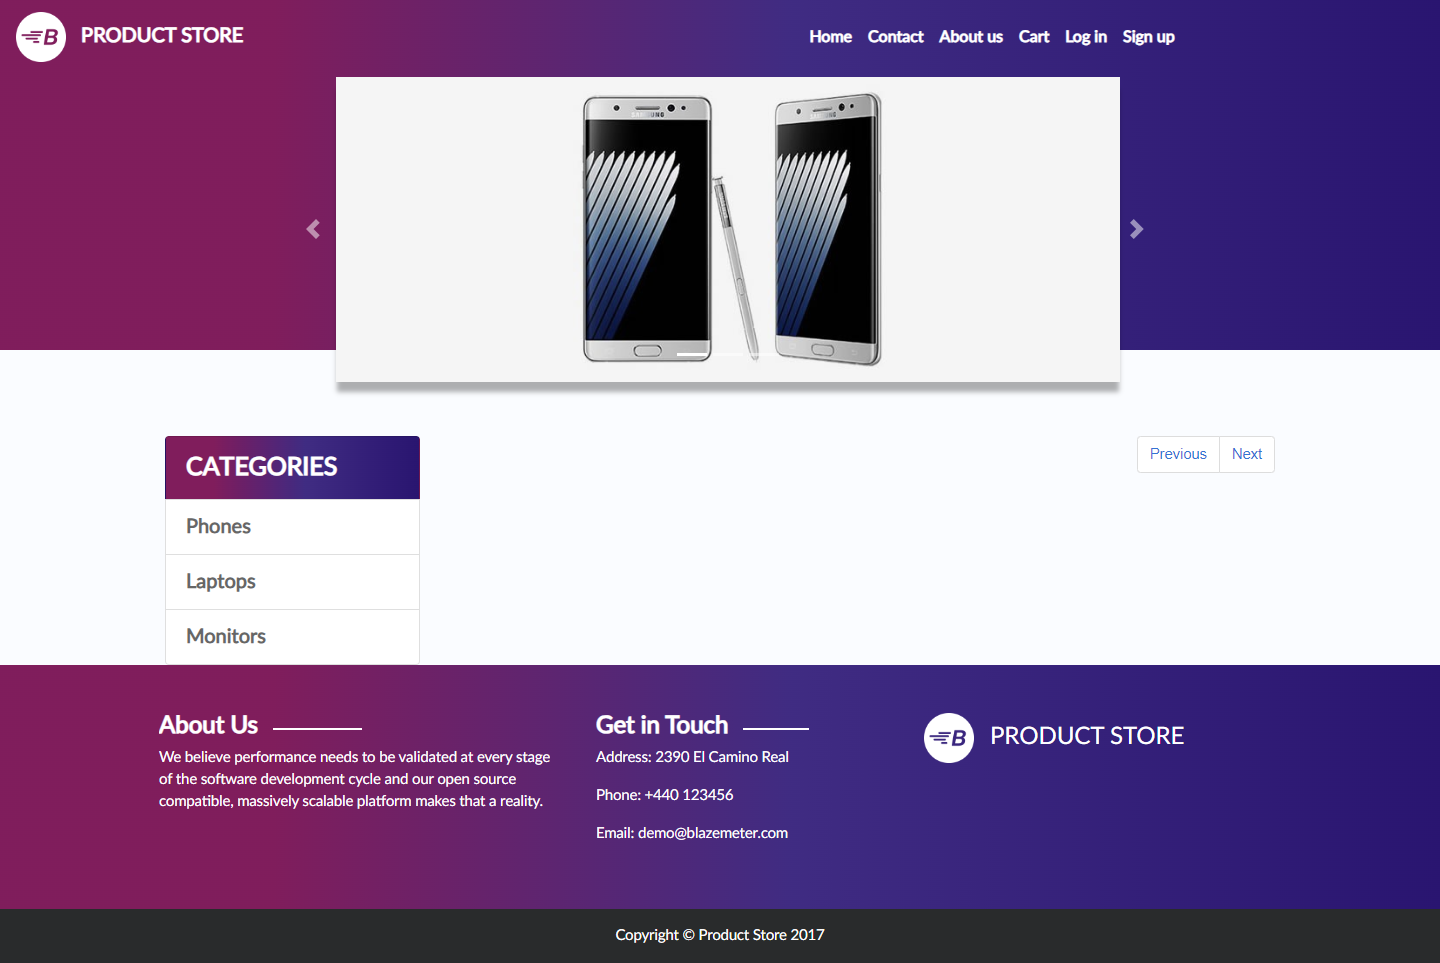 B PRODUCT STORE
Home Contact About us Cart Log in Sign up
SAMSUNG
SAMSUNG
CATEGORIES
Phones
Laptops
Monitors
Previous Next
About Us
We believe performance needs to be validated at every stage
of the software development cycle and our open source
compatible, massively scalable platform makes that a reality.
Get in Touch
Address: 2390 El Camino Real
Phone: +440 123456
Email: demo@blazemeter.com
B PRODUCT STORE
Copyright © Product Store 2017